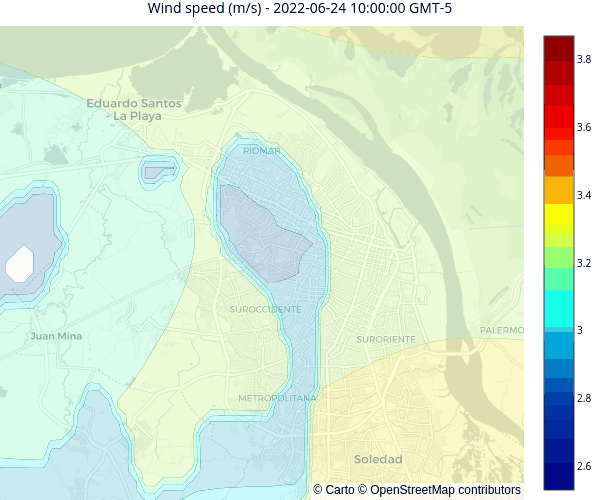 Wind speed (m/s) - 2022-06-24 10:00:00 GMT-5
3.8
Eduardo Santos
- La Playa
3.6
RIOMAR
3.4
3.2
SUROCCIDENTE
3
PALERMO
Juan Mina
SURORIENTE
2.8
METROPOLITANA
Soledad
2.6
© Carto © OpenStreetMap contributors